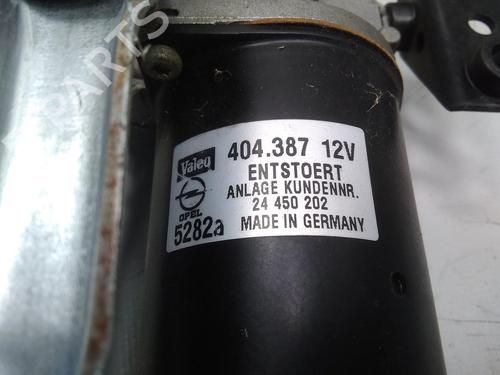 PARTS
Valeo
404.387 12V
ENTSTOERT
ANLAGE KUNDENNR.
24 450 202
OPEL
5282a
MADE IN GERMANY